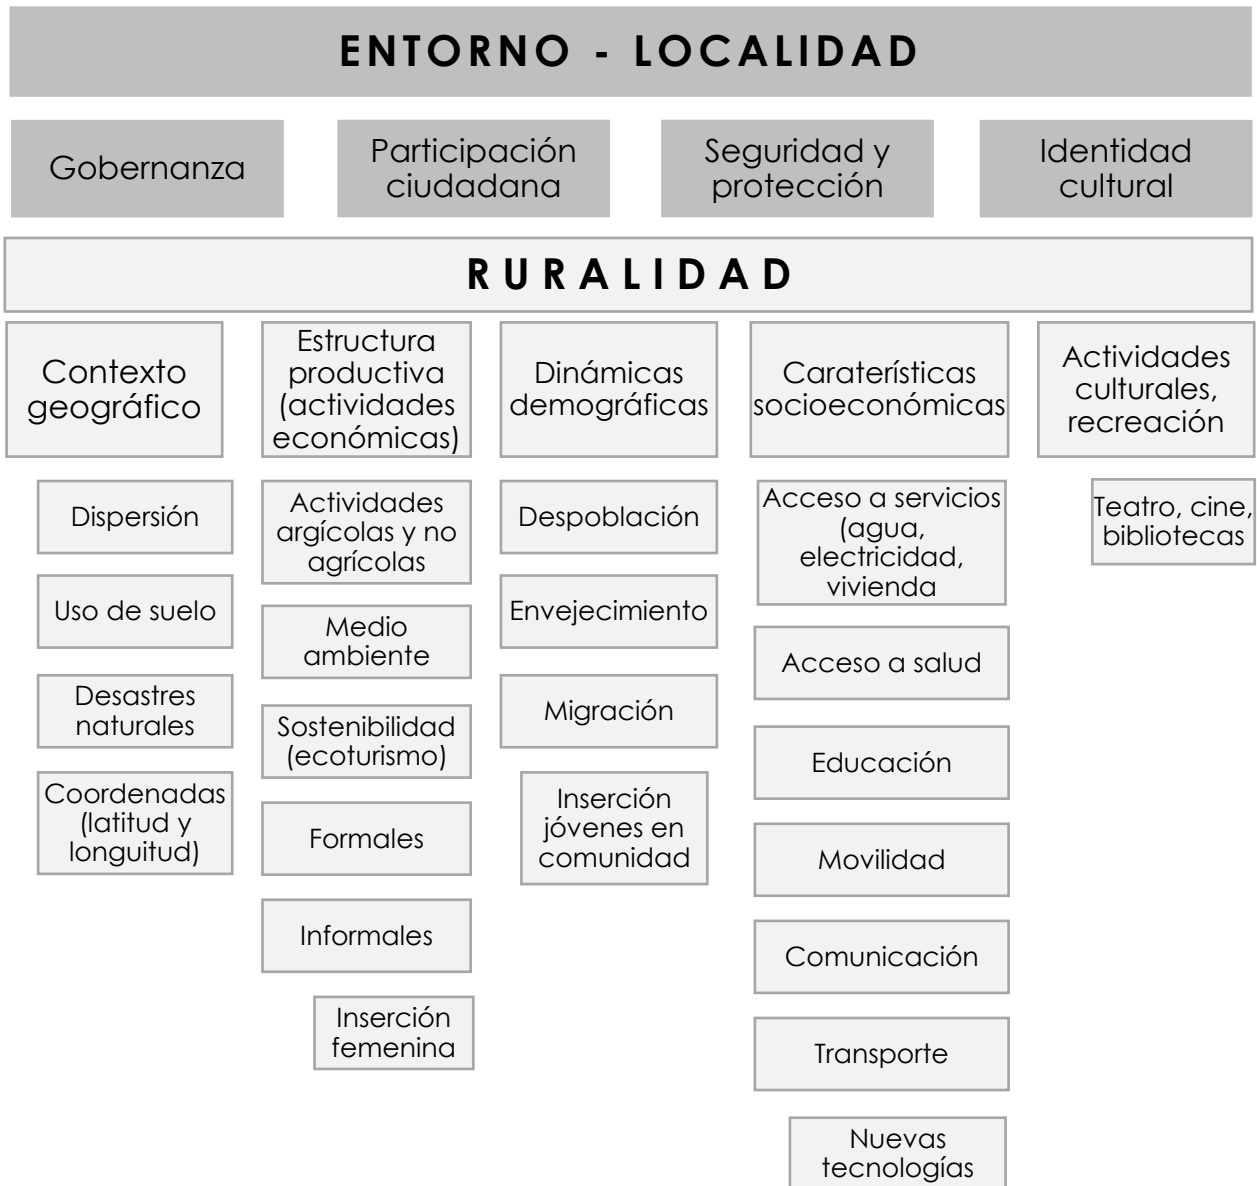 ENTORNO - LOCALIDAD
Gobernanza
Participación
ciudadana
Seguridad y
protección
Identidad
cultural
RURALIDAD
Contexto
geográfico
Dispersión
Uso de suelo
Desastres
naturales
Coordenadas
(latitud y
longuitud)
Estructura
productiva
(actividades
económicas)
Actividades
argícolas y no
agrícolas
Medio
ambiente
Sostenibilidad
(ecoturismo)
Formales
Informales
Inserción
femenina
Dinámicas
demográficas
Despoblación
Envejecimiento
Migración
Inserción
jóvenes en
comunidad
Caraterísticas
socioeconómicas
Acceso a servicios
(agua,
electricidad,
vivienda
Acceso a salud
Educación
Movilidad
Comunicación
Transporte
Nuevas
tecnologías
Actividades
culturales,
recreación
Teatro, cine,
bibliotecas